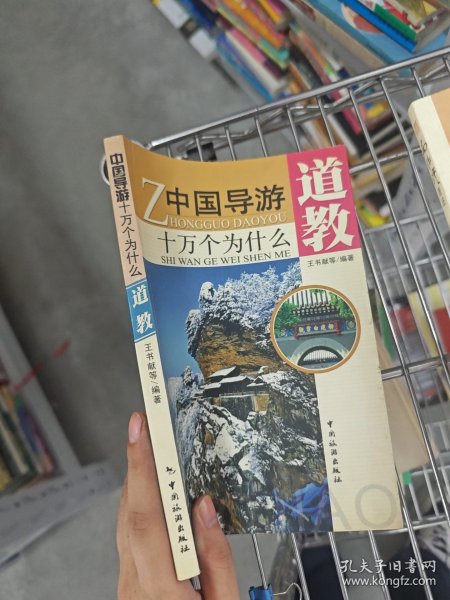 中国导游
ZHONGGUO DAOYOU
十万个为什么
SHI WAN GE WEI SHEN ME
道教
王书献等/编著
中国旅游出版社
DAO
中国导游十万个为什么
道教
王书献等/编著
中国旅游出版社
孔夫子旧书网
www.kongfz.com